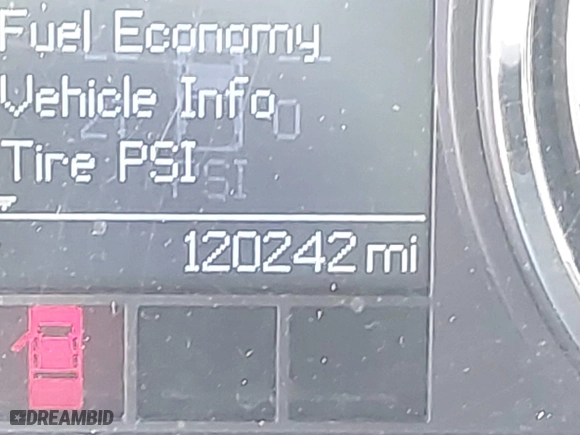 Fuel Economy
Vehicle Info
Tire PSI
120242 mi
DREAMBID